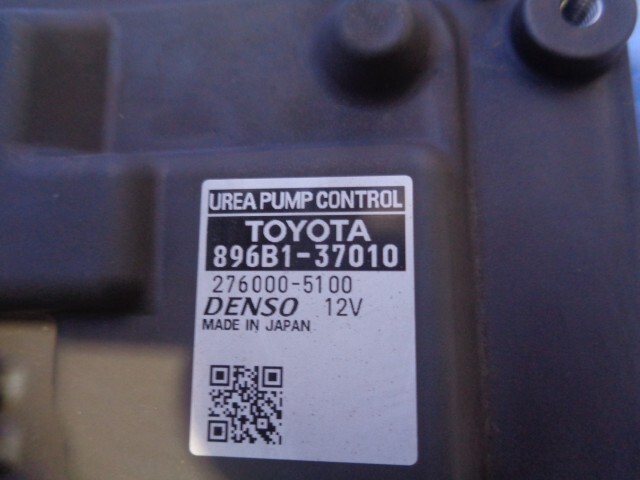 UREA PUMP CONTROL
TOYOTA
896B1-37010
276000-5100
DENSO 12V
MADE IN JAPAN